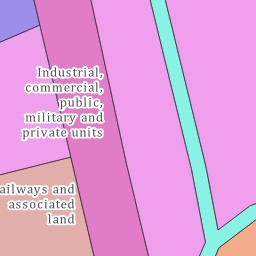 Industrial,
commercial,
public,
military and
private units
ailways and
associated
land